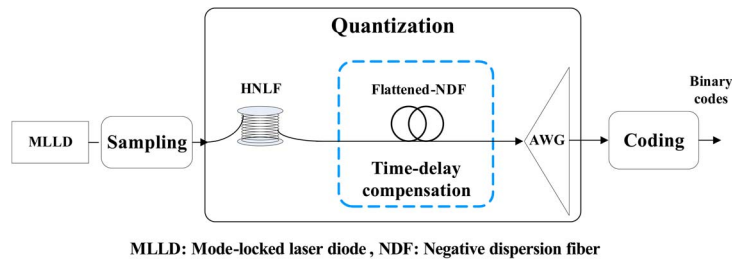 Quantization
HNLF
Flattened-NDF
Binary
codes
MLLD
Sampling
AWG
Coding
Time-delay
compensation
MLLD: Mode-locked laser diode , NDF: Negative dispersion fiber